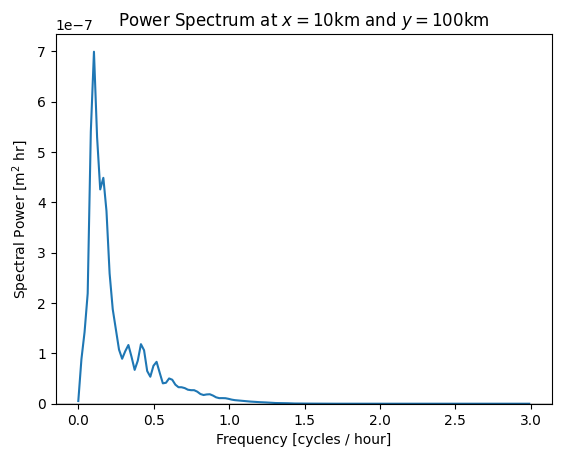 Power Spectrum at x = 10km and y = 100km
1e−7
7
6
5
4
3
2
1
0
Spectral Power [m² hr]
0.0 0.5 1.0 1.5 2.0 2.5 3.0
Frequency [cycles / hour]